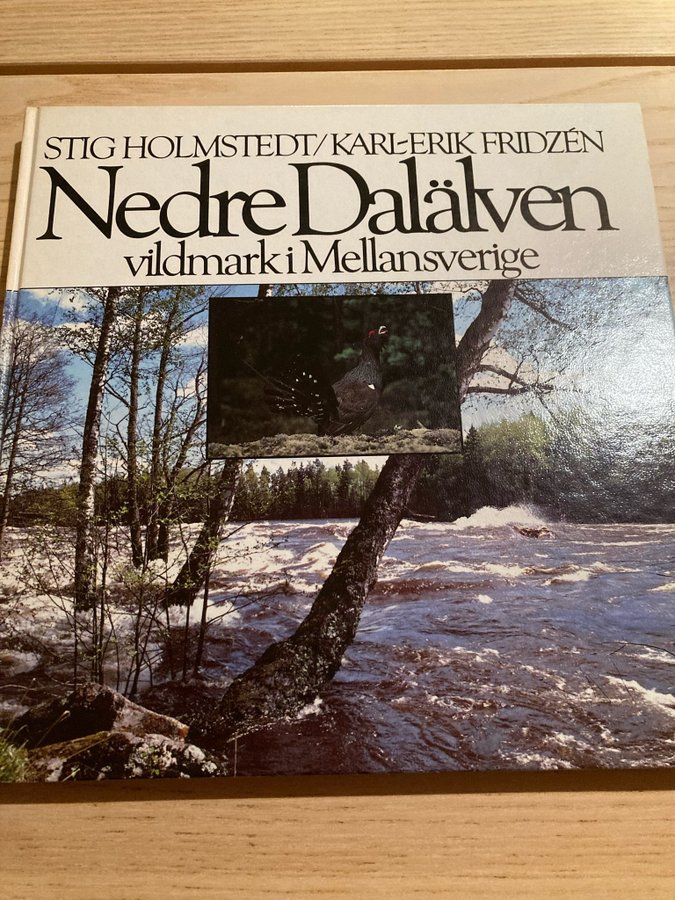 STIG HOLMSTEDT/KARL-ERIK FRIDZÉN
Nedre Dalälven
vildmark i Mellansverige